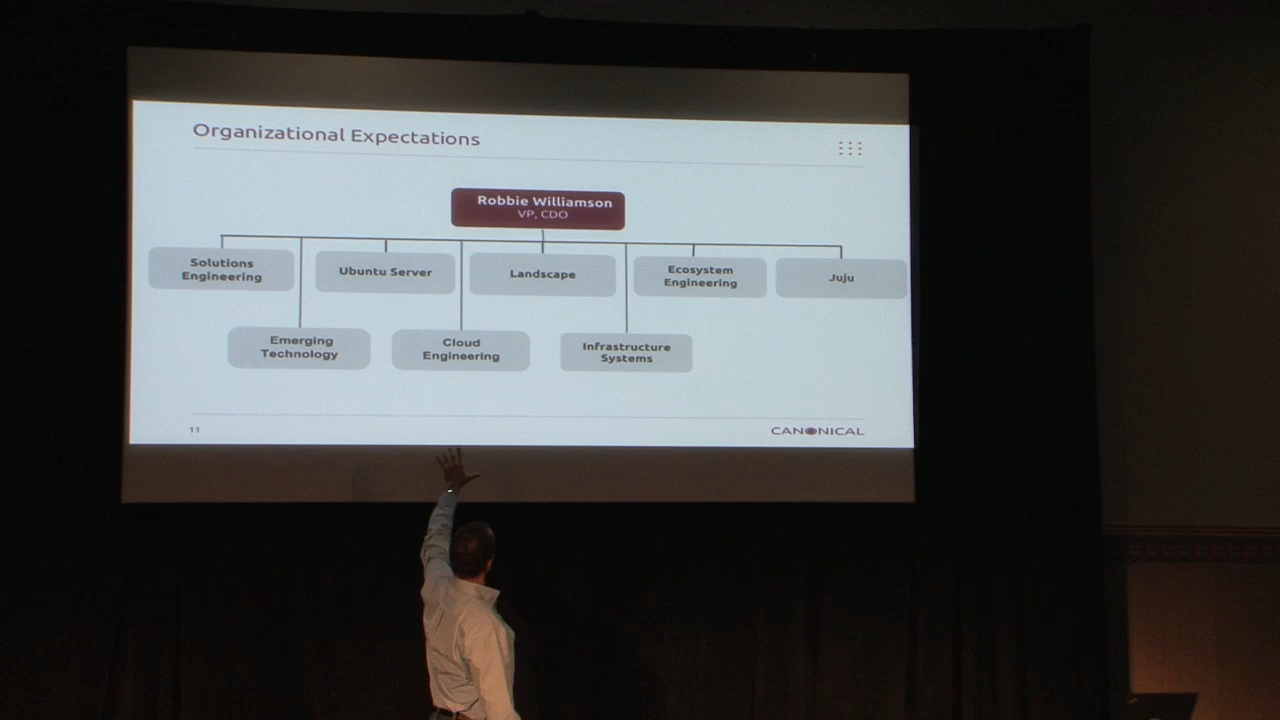 Organizational Expectations
Robbie Williamson
VP, CDO
Solutions
Engineering
Ubuntu Server
Landscape
Ecosystem
Engineering
Juju
Emerging
Technology
Cloud
Engineering
Infrastructure
Systems
11
CANONICAL